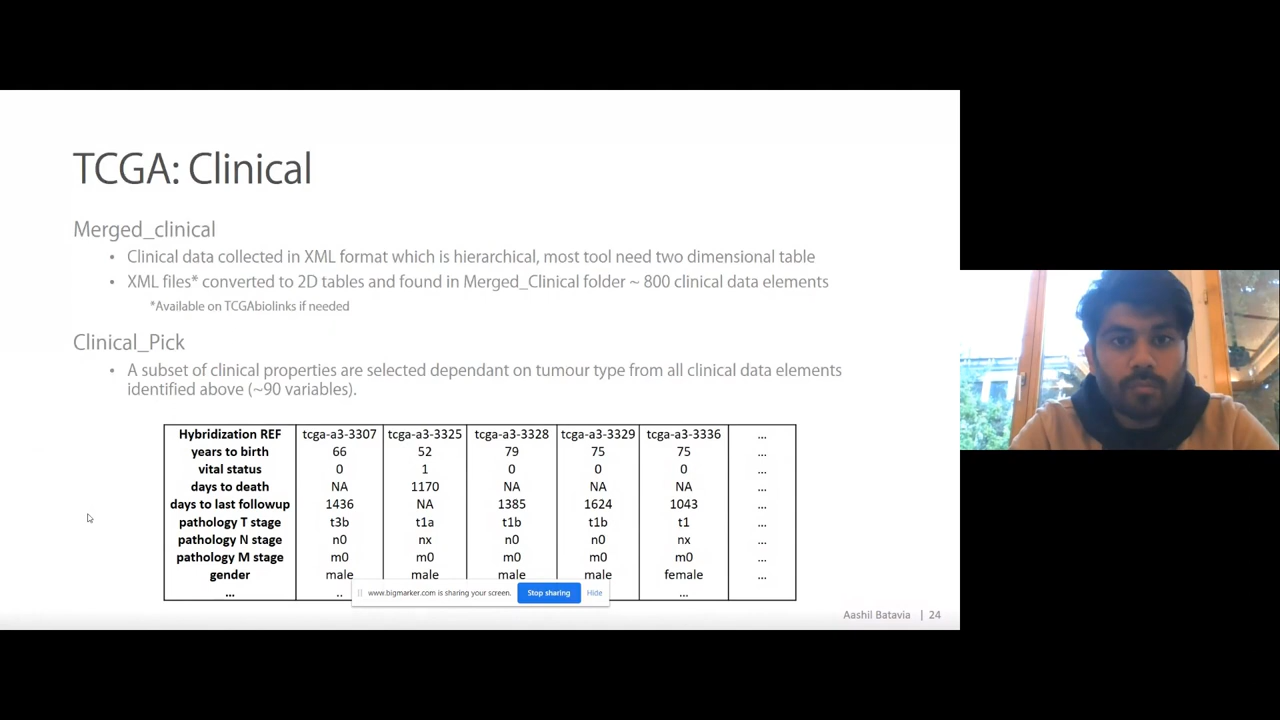 TCGA: Clinical
Merged_clinical
• Clinical data collected in XML format which is hierarchical, most tool need two dimensional table
• XML files* converted to 2D tables and found in Merged_Clinical folder ~ 800 clinical data elements
*Available on TCGAbiolinks if needed
Clinical_Pick
• A subset of clinical properties are selected dependant on tumour type from all clinical data elements
identified above (~90 variables).
Hybridization REF tcga-a3-3307 tcga-a3-3325 tcga-a3-3328 tcga-a3-3329 tcga-a3-3336 ...
years to birth 66 52 79 75 75 ...
vital status 0 1 0 0 0 ...
days to death NA 1170 NA NA NA ...
days to last followup 1436 NA 1385 1624 1043 ...
pathology T stage t3b t1a t1b t1b t1 ...
pathology N stage n0 nx n0 n0 nx ...
pathology M stage m0 m0 m0 m0 m0 ...
gender male male male male female ...
... .. ...
www.bigmarker.com is sharing your screen. Stop sharing Hide
Aashil Batavia | 24